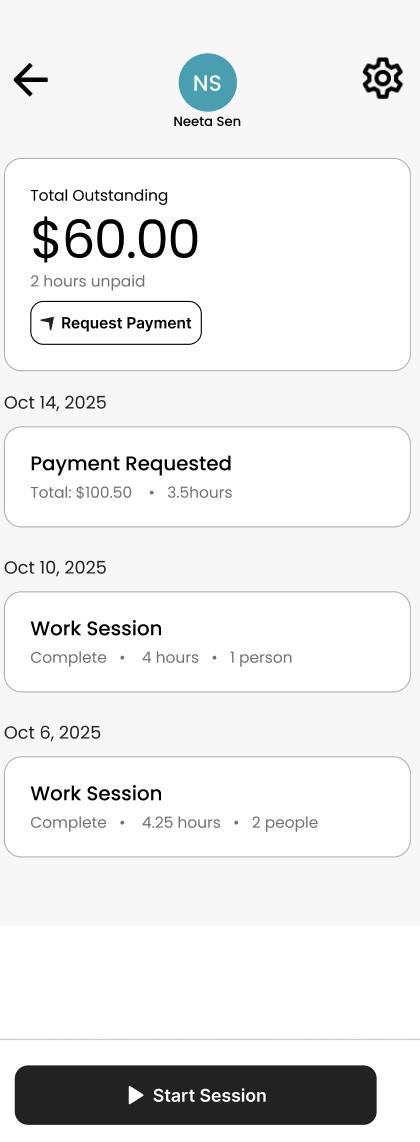 NS
Neeta Sen
Total Outstanding
$60.00
2 hours unpaid
Request Payment
Oct 14, 2025
Payment Requested
Total: $100.50 • 3.5hours
Oct 10, 2025
Work Session
Complete • 4 hours • 1 person
Oct 6, 2025
Work Session
Complete • 4.25 hours • 2 people
Start Session